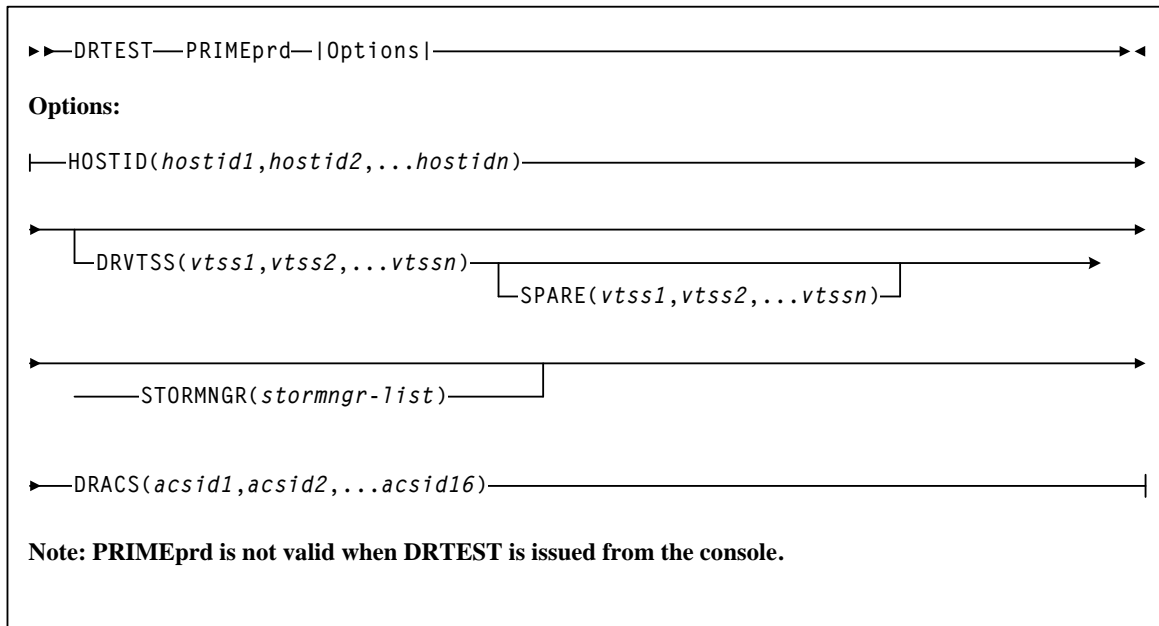 DRTEST PRIMEprd |Options|
Options:
HOSTID(hostid1,hostid2,...hostidn)
DRVTSS(vtss1,vtss2,...vtssn)
SPARE(vtss1,vtss2,...vtssn)
STORMNGR(stormngr-list)
DRACS(acsid1,acsid2,...acsid16)
Note: PRIMEprd is not valid when DRTEST is issued from the console.